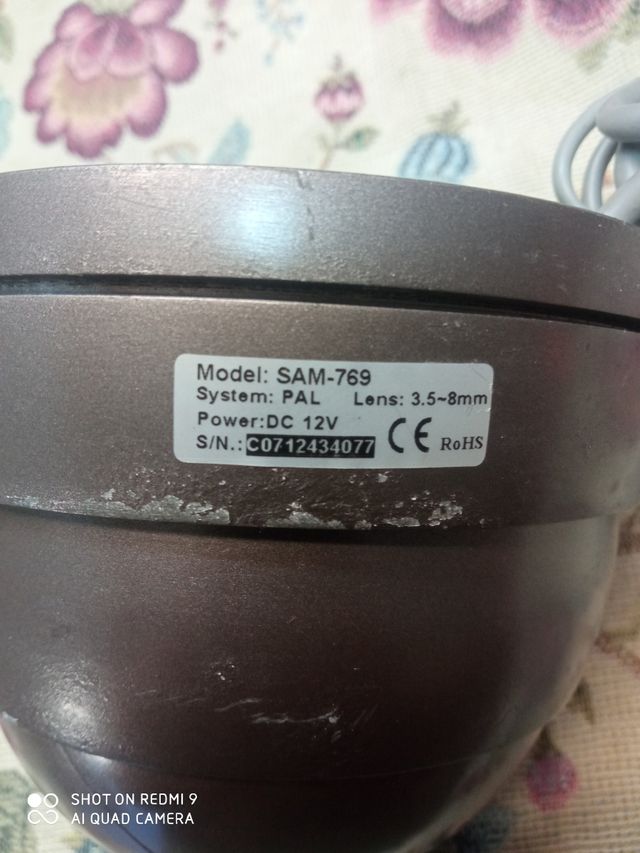 Model: SAM-769
System: PAL Lens: 3.5~8mm
Power:DC 12V
S/N.: C0712434077 CE RoHS
SHOT ON REDMI 9
AI QUAD CAMERA